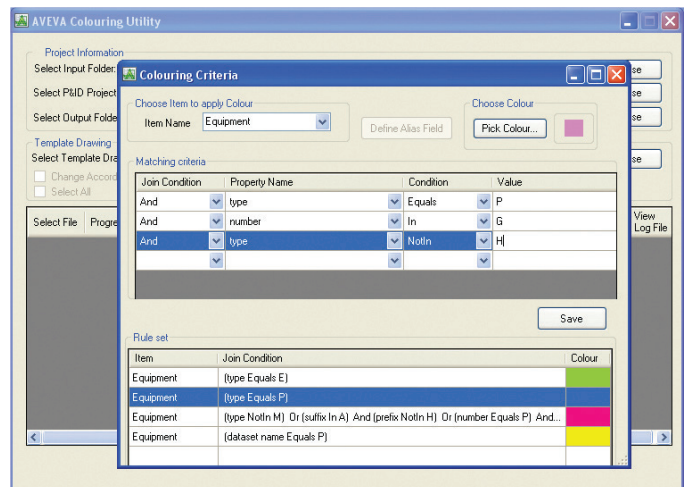 AVEVA Colouring Utility
Project Information
Select Input Folder:
se
Select P&ID Project
se
Select Output Folde
se
Template Drawing
Select Template Dra
se
Change Accord
Select All
Select File Progre
View
Log File
Colouring Criteria
Choose Item to apply Colour
Item Name Equipment
Define Alias Field
Choose Colour
Pick Colour...
Matching criteria
Join Condition Property Name Condition Value
And type Equals P
And number In G
And type NotIn H
Save
Rule set
Item Join Condition Colour
Equipment (type Equals E)
Equipment (type Equals P)
Equipment (type NotIn M) Or (suffix In A) And (prefix NotIn H) Or (number Equals P) And...
Equipment (dataset name Equals P)